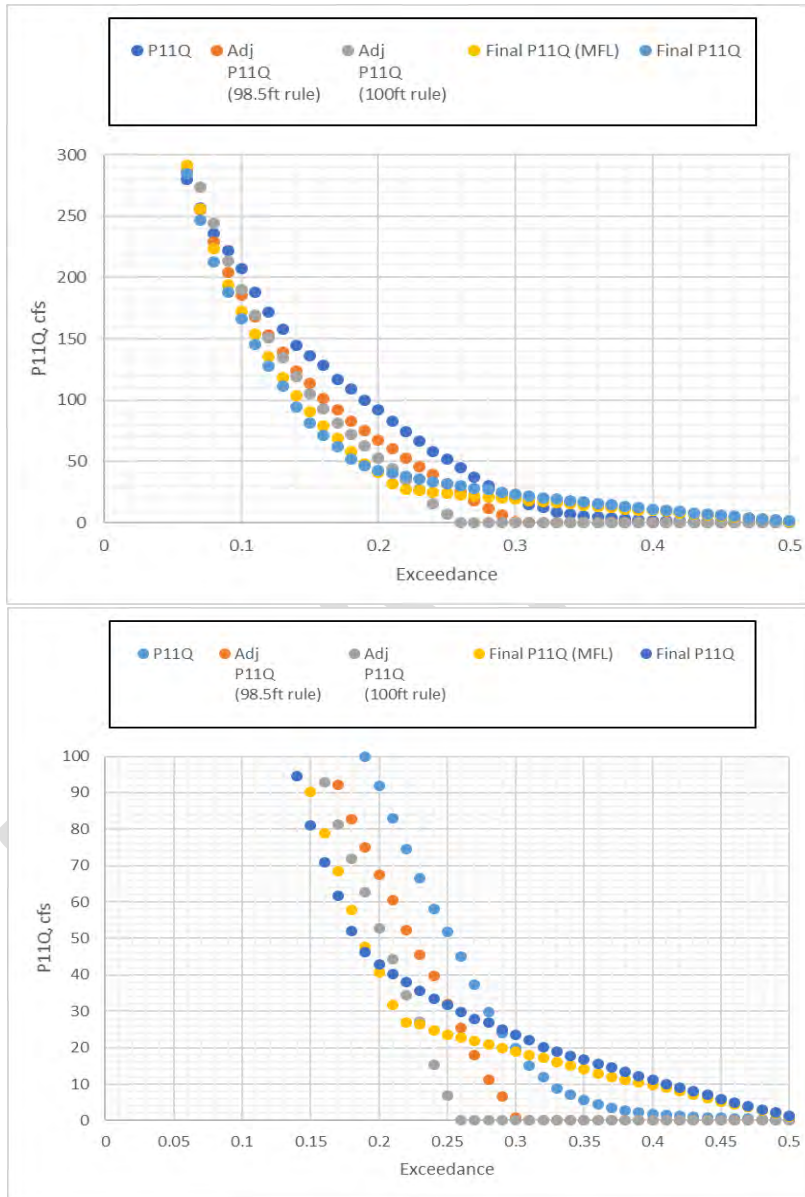 P11Q Adj Adj Final P11Q (MFL) Final P11Q
P11Q P11Q
(98.5ft rule) (100ft rule)
300
250
200
150
100
50
0
P11Q, cfs
0 0.1 0.2 0.3 0.4 0.5
Exceedance
P11Q Adj Adj Final P11Q (MFL) Final P11Q
P11Q P11Q
(98.5ft rule) (100ft rule)
100
90
80
70
60
50
40
30
20
10
0
P11Q, cfs
0 0.05 0.1 0.15 0.2 0.25 0.3 0.35 0.4 0.45 0.5
Exceedance